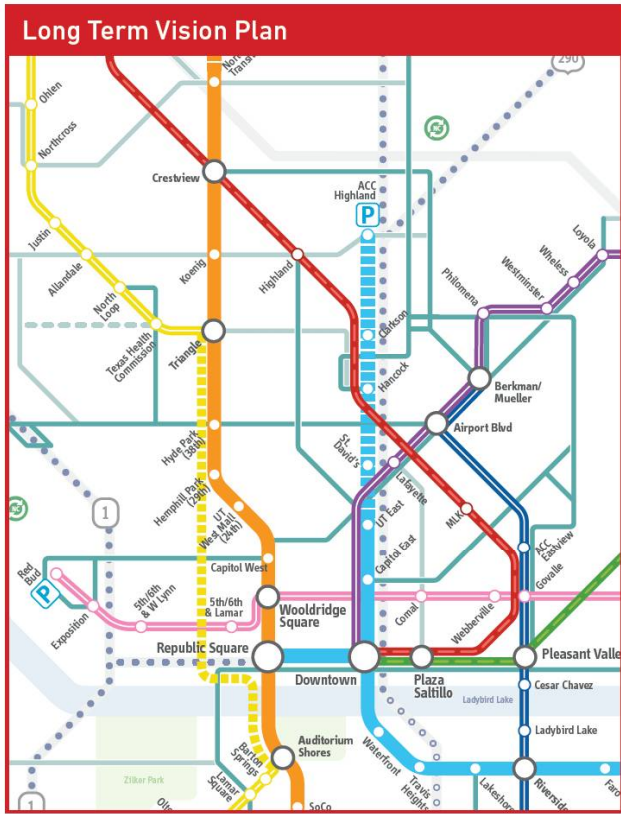 Long Term Vision Plan
290
Ohlen
Northcross
Crestview
ACC
Highland
P
Justin
Allandale
North
Loop
Texas Health
Commission
Koenig
Highland
Triangle
Clarkson
Hancock
Loyola
Wheless
Westminster
Philomena
Berkman/
Mueller
Airport Blvd
Hyde Park
(38th)
Hemphill Park
(29th)
UT
West Mall
(24th)
St.
David's
Lafayette
MLK
UT East
Capitol East
ACC
Eastview
Govalle
1
Red
Bud
P
Exposition
5th/6th
& W Lynn
5th/6th
& Lamar
Capitol West
Wooldridge
Square
Comal
Webberville
Republic Square
Downtown
Plaza
Saltillo
Pleasant Valle
Cesar Chavez
Ladybird Lake
Ladybird Lake
Auditorium
Shores
Barton
Springs
Lamar
Square
Zilker Park
SoCo
Waterfront
Travis
Heights
Lakeshore
Riverside
Faro
1